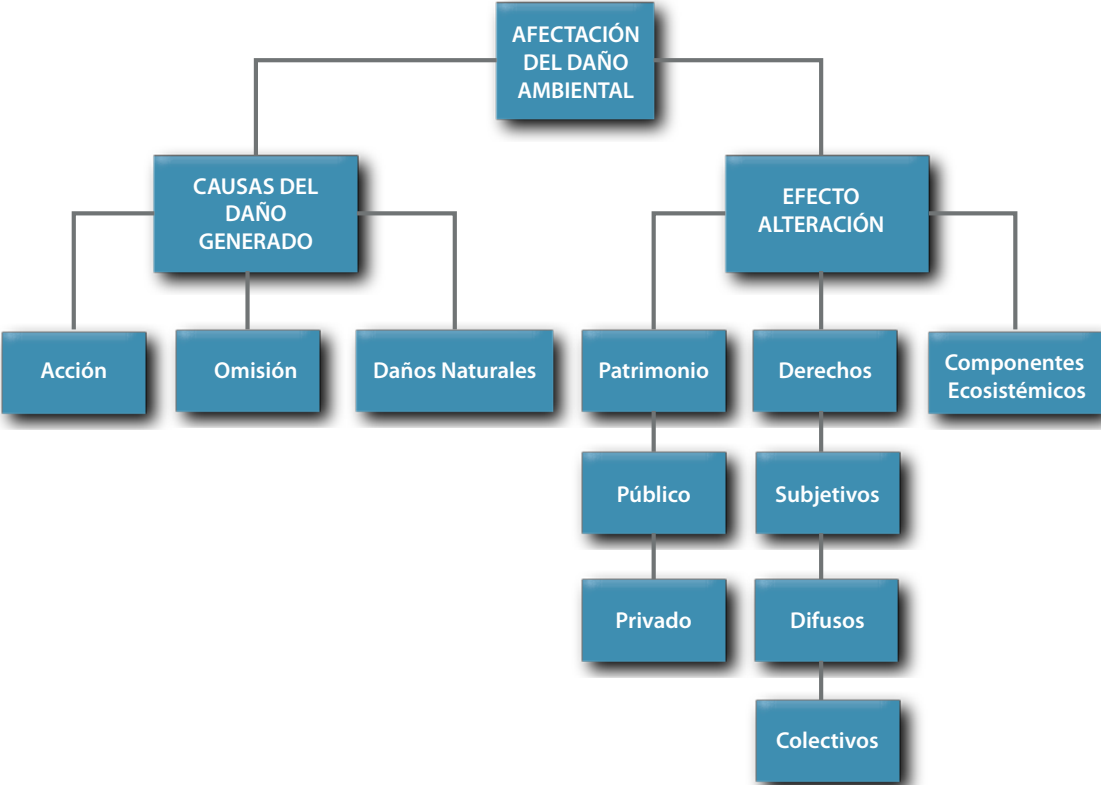 AFECTACIÓN
DEL DAÑO
AMBIENTAL
CAUSAS DEL
DAÑO
GENERADO
EFECTO
ALTERACIÓN
Acción
Omisión
Daños Naturales
Patrimonio
Derechos
Componentes
Ecosistémicos
Público
Subjetivos
Privado
Difusos
Colectivos